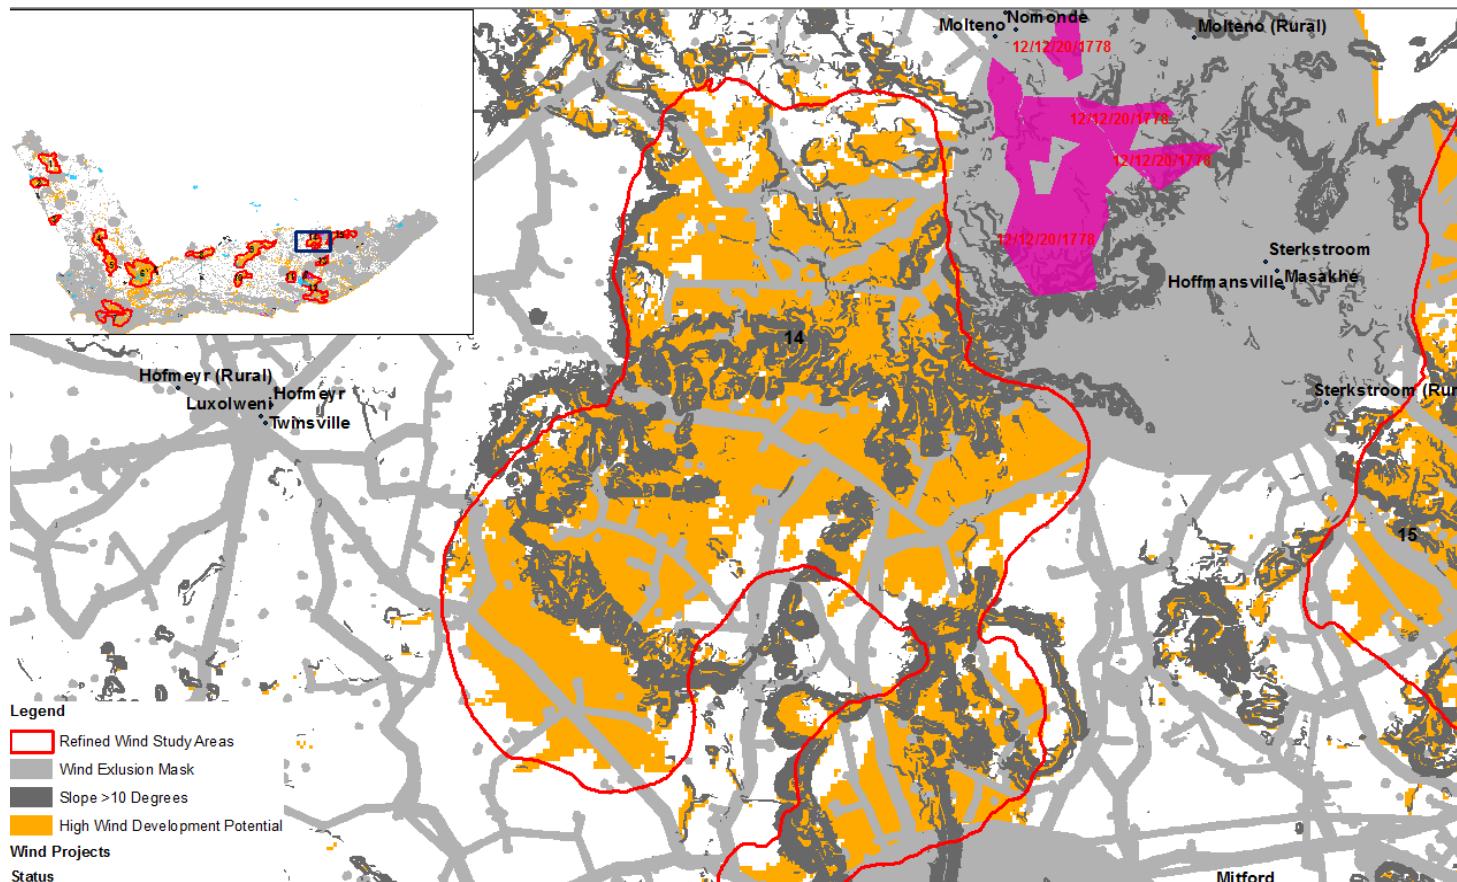 Nomonde
Molteno
Molteno (Rural)
12/12/20/1778
12/12/20/1778
12/12/20/1778
12/12/20/1778
Sterkstroom
Hoffmansville
Masakhe
14
Hofmeyr (Rural)
Hofmeyr
Luxolweni
Twinsville
Sterkstroom (Rur
15
Legend
Refined Wind Study Areas
Wind Exlusion Mask
Slope >10 Degrees
High Wind Development Potential
Wind Projects
Status
Mitford